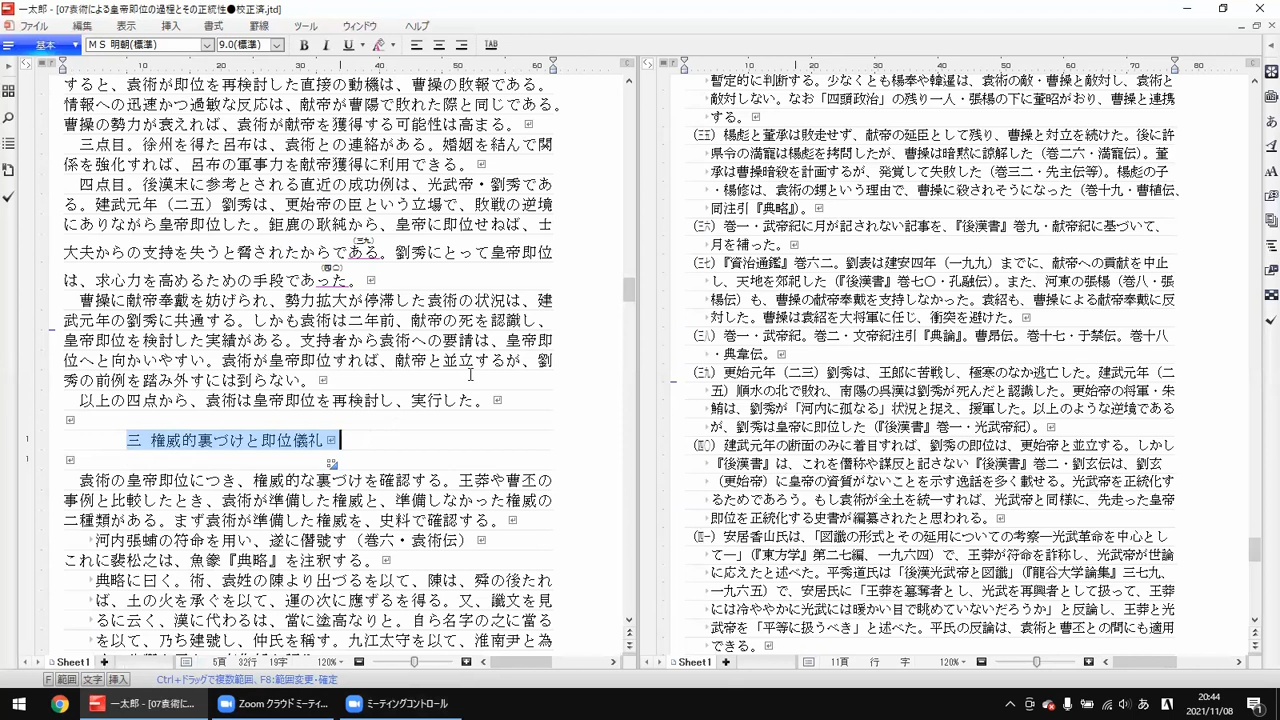 一太郎 - [07袁術による皇帝即位の過程とその正統性●校正済.jtd]
ファイル 編集 表示 挿入 書式 罫線 ツール ウィンドウ ヘルプ
基本 ＭＳ 明朝(標準) 9.0(標準) B I U TAB
10 20 30 40 50 60
10 20 30 40 50 60 70 80
すると、袁術が即位を再検討した直接の動機は、曹操の敗報である。
情報への迅速かつ過敏な反応は、献帝が曹陽で敗れた際と同じである。
曹操の勢力が衰えれば、袁術が献帝を獲得する可能性は高まる。
三点目。徐州を得た呂布は、袁術との連絡がある。婚姻を結んで関
係を強化すれば、呂布の軍事力を献帝獲得に利用できる。
四点目。後漢末に参考とされる直近の成功例は、光武帝・劉秀であ
る。建武元年（二五）劉秀は、更始帝の臣という立場で、敗戦の逆境
にありながら皇帝即位した。鉅鹿の耿純から、皇帝に即位せねば、士
大夫からの支持を失うと脅されたからである。劉秀にとって皇帝即位
(三九)
は、求心力を高めるための手段であった。
(四〇)
曹操に献帝奉戴を妨げられ、勢力拡大が停滞した袁術の状況は、建
武元年の劉秀に共通する。しかも袁術は二年前、献帝の死を認識し、
皇帝即位を検討した実績がある。支持者から袁術への要請は、皇帝即
位へと向かいやすい。袁術が皇帝即位すれば、献帝と並立するが、劉
秀の前例を踏み外すには到らない。
以上の四点から、袁術は皇帝即位を再検討し、実行した。
三 権威的裏づけと即位儀礼
袁術の皇帝即位につき、権威的な裏づけを確認する。王莽や曹丕の
事例と比較したとき、袁術が準備した権威と、準備しなかった権威の
二種類がある。まず袁術が準備した権威を、史料で確認する。
河内張鮋の符命を用い、遂に僭號す（巻六・袁術伝）
これに裴松之は、魚豢『典略』を注釈する。
典略に曰く。術、袁姓の陳より出づるを以て、陳は、舜の後たれ
ば、土の火を承ぐを以て、運の次に應ずるを得る。又、讖文を見
るに云く、漢に代わるは、當に塗高なりと。自ら名字の之に當る
を以て、乃ち建號し、仲氏を稱す。九江太守を以て、淮南尹と為
暫定的に判断する。少なくとも楊奉や韓暹は、袁術の敵・曹操と敵対し、袁術と
敵対しない。なお「四頭政治」の残り一人・張楊の下に董昭がおり、曹操と連携
する。
(三五) 楊彪と董承は敗走せず、献帝の廷臣として残り、曹操と対立を続けた。後に許
県令の満寵は楊彪を拷問したが、曹操は暗黙に諒解した（巻二六・満寵伝）。董
承は曹操暗殺を計画するが、発覚して失敗した（巻三二・先主伝等）。楊彪の子
・楊修は、袁術の甥という理由で、曹操に殺されそうになった（巻十九・曹植伝、
同注引『典略』）。
(三六) 巻一・武帝紀に月が記されない記事を、『後漢書』巻九・献帝紀に基づいて、
月を補った。
(三七)『資治通鑑』巻六二。劉表は建安四年（一九九）までに、献帝への貢献を中止
し、天地を郊祀した（『後漢書』巻七〇・孔融伝）。また、河東の張楊（巻八・張
楊伝）も、曹操の献帝奉戴を支持しなかった。袁紹も、曹操による献帝奉戴に反
対した。曹操は袁紹を大将軍に任じ、衝突を避けた。
(三八) 巻一・武帝紀。巻二・文帝紀注引『典論』。曹昂伝。巻十七・于禁伝。巻十八
・典韋伝。
(三九) 更始元年（二三）劉秀は、王郎に苦戦し、極寒のなか逃亡した。建武元年（二
五）順水の北で敗れ、南陽の呉漢は劉秀が死んだと認識した。更始帝の将軍・朱
鮪は、劉秀が「河内に孤なる」状況と捉え、援軍した。以上のような逆境である
が、劉秀は皇帝即位した（『後漢書』巻一・光武帝紀）。
(四〇) 建武元年の断面のみに着目すれば、劉秀の即位は、更始帝と並立する。しかし
『後漢書』は、これを僭称や謀反と記さない『後漢書』巻二・劉玄伝は、劉玄
（更始帝）に皇帝の資質がないことを示す逸話を多く載せる。光武帝を正統化す
るためであろう。もし袁術が全土を統一すれば、光武帝と同様に、先走った皇帝
即位を正統化する史書が編纂されたと思われる。
(四一) 安居香山氏は、「図讖の形式とその延用についての考察―光武革命を中心とし
て―」（『東方学』第二七編、一九六四）で、王莽が符命を詐称し、光武帝が世論
に応えたと述べた。平秀道氏は「後漢光武帝と図讖」（『龍谷大学論集』三七九、
一九六五）で、安居氏に「王莽を簒奪者とし、光武を再興者として扱って、王莽
には冷ややかに光武には暖かい目で眺めていないだろうか」と反論し、王莽と光
武帝を「平等に扱うべき」と述べた。平氏の反論は、袁術と曹丕との間にも適用
できる。
Sheet1 5頁 32行 19字 120%
Sheet1 11頁 行 字 120%
F 範囲 文字 挿入 Ctrl+ドラッグで複数範囲、F8:範囲変更・確定
一太郎 - [07袁術に... Zoom クラウド ミーティ... ミーティングコントロール
20:44
2021/11/08